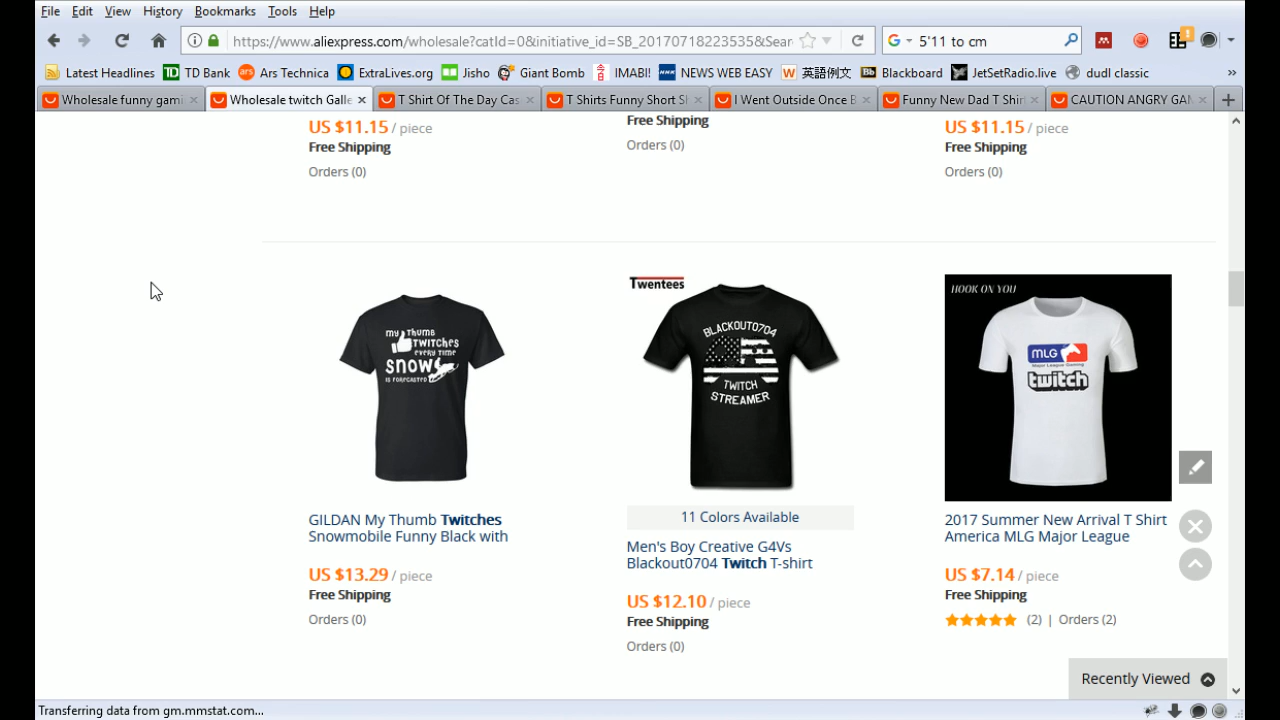 File Edit View History Bookmarks Tools Help
https://www.aliexpress.com/wholesale?catId=0&initiative_id=SB_20170718223535&Sear
5'11 to cm
1
Latest Headlines TD Bank Ars Technica ExtraLives.org Jisho Giant Bomb IMABI! NEWS WEB EASY 英語例文 Blackboard JetSetRadio.live dudl classic
Wholesale funny gami Wholesale twitch Galle T Shirt Of The Day Cas T Shirts Funny Short S I Went Outside Once B Funny New Dad T Shir CAUTION ANGRY GAM
US $11.15 / piece
Free Shipping
Orders (0)
Free Shipping
Orders (0)
US $11.15 / piece
Free Shipping
Orders (0)
my THUMB
TWITCHES
EVERY TIME
SNOW
IS FORECASTED
GILDAN My Thumb Twitches
Snowmobile Funny Black with
US $13.29 / piece
Free Shipping
Orders (0)
Twentees
BLACKOUT0704
TWITCH
STREAMER
11 Colors Available
Men's Boy Creative G4Vs
Blackout0704 Twitch T-shirt
US $12.10 / piece
Free Shipping
Orders (0)
HOOK ON YOU
MLG
Major League Gaming
twitch
2017 Summer New Arrival T Shirt
America MLG Major League
US $7.14 / piece
Free Shipping
(2) | Orders (2)
Recently Viewed
Transferring data from gm.mmstat.com...